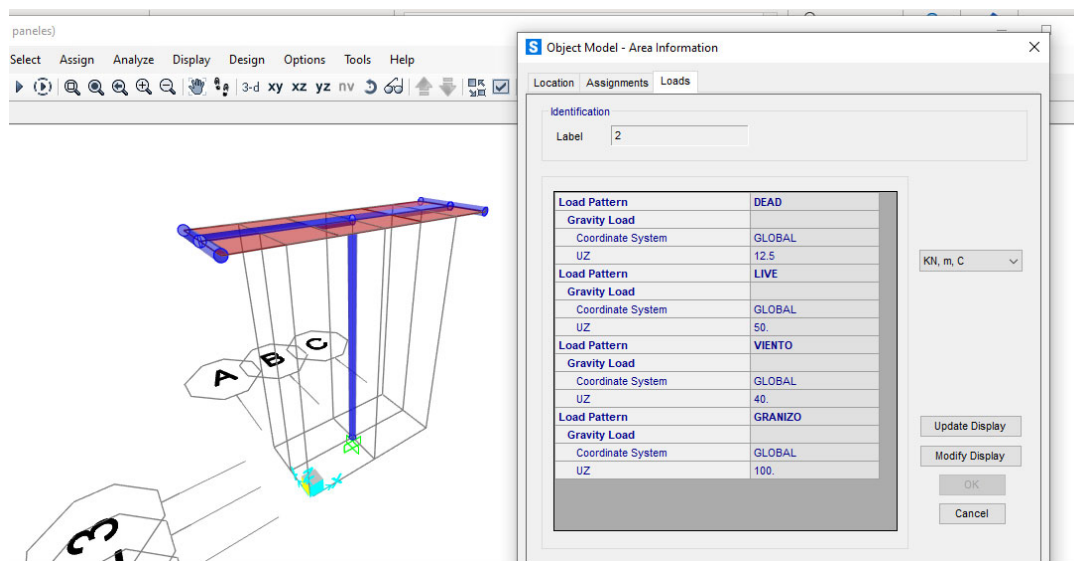 paneles)
Select Assign Analyze Display Design Options Tools Help
3-d xy xz yz nv
A
B
C
3
S Object Model - Area Information
Location Assignments Loads
Identification
Label 2
Load Pattern DEAD
Gravity Load
Coordinate System GLOBAL
UZ 12.5
Load Pattern LIVE
Gravity Load
Coordinate System GLOBAL
UZ 50.
Load Pattern VIENTO
Gravity Load
Coordinate System GLOBAL
UZ 40.
Load Pattern GRANIZO
Gravity Load
Coordinate System GLOBAL
UZ 100.
KN, m, C
Update Display
Modify Display
OK
Cancel